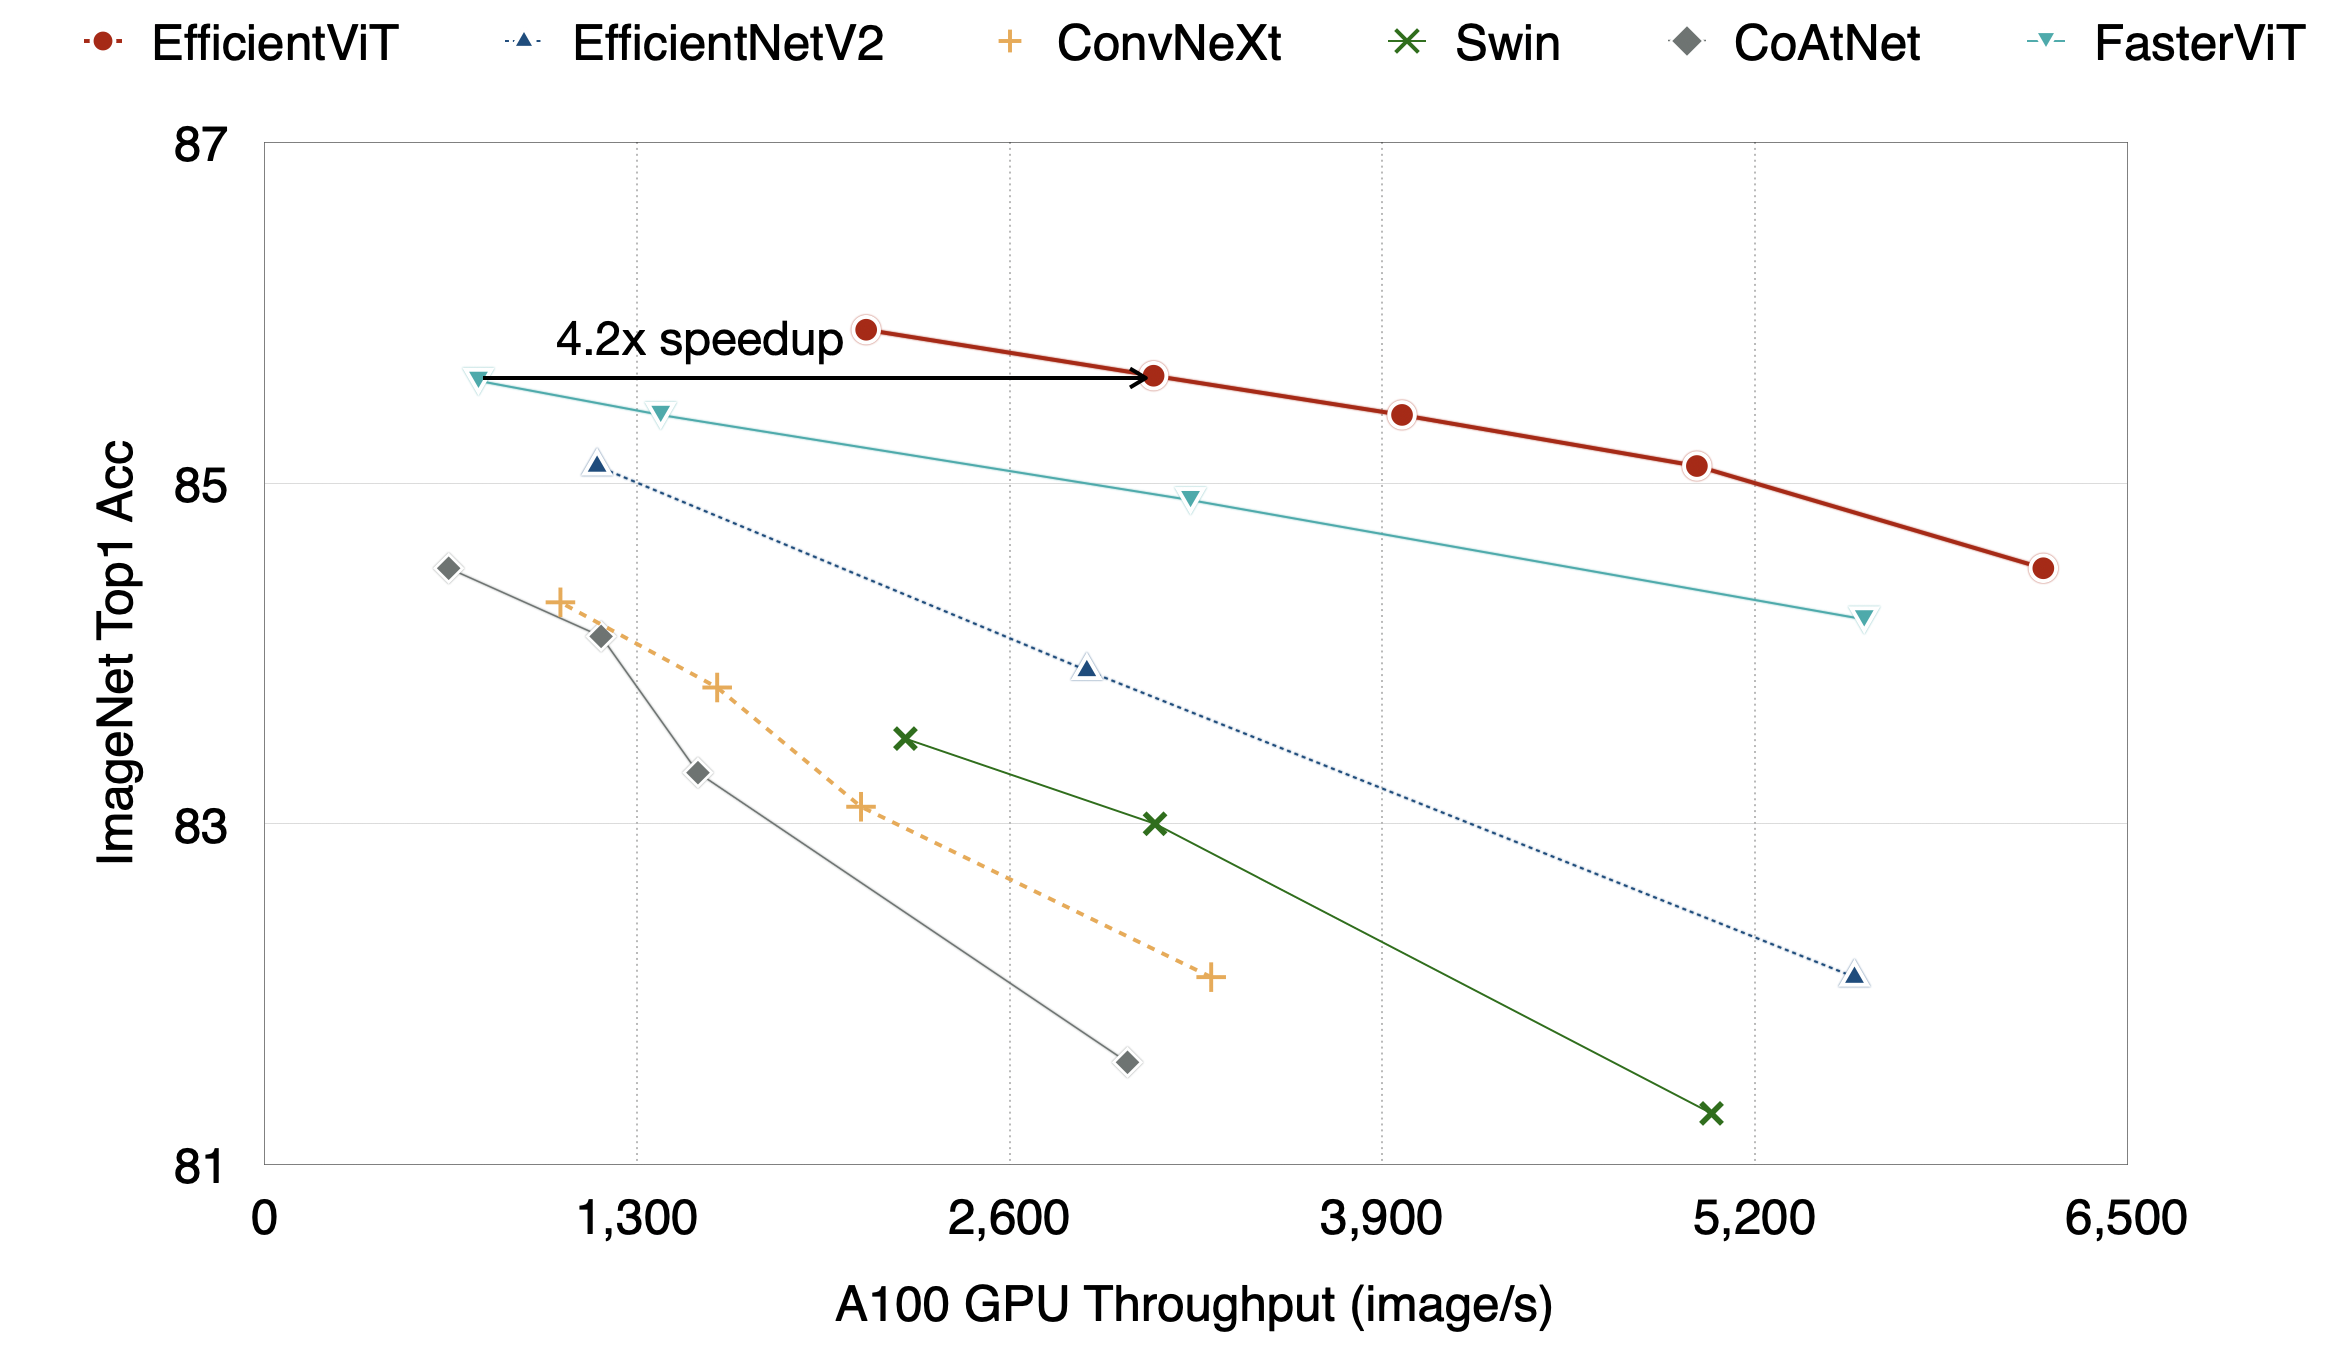 EfficientViT EfficientNetV2 ConvNeXt Swin CoAtNet FasterViT
87
4.2x speedup
85
ImageNet Top1 Acc
83
81
0 1,300 2,600 3,900 5,200 6,500
A100 GPU Throughput (image/s)